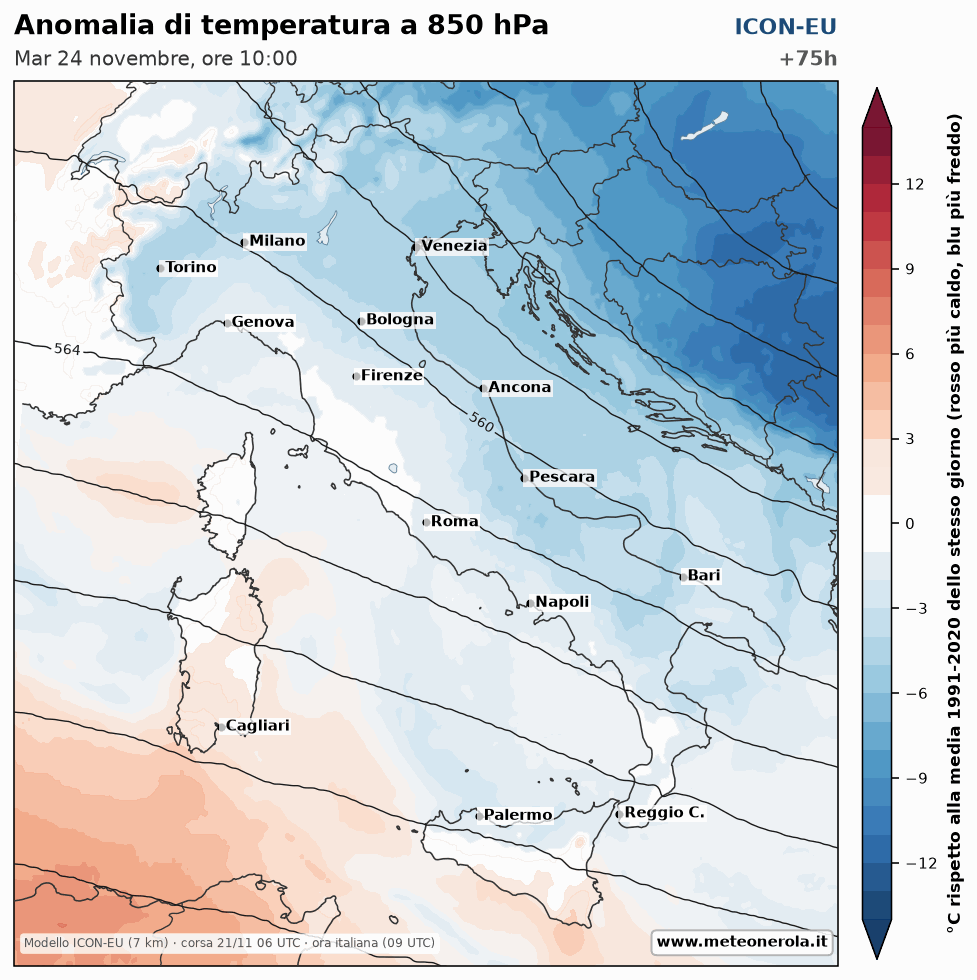 Anomalia di temperatura a 850 hPa
ICON-EU
Mar 24 novembre, ore 10:00
+75h
Milano
Venezia
Torino
Genova
Bologna
564
Firenze
Ancona
560
Pescara
Roma
Bari
Napoli
Cagliari
Palermo
Reggio C.
Modello ICON-EU (7 km) · corsa 21/11 06 UTC · ora italiana (09 UTC)
www.meteonerola.it
12
9
6
3
0
−3
−6
−9
−12
°C rispetto alla media 1991-2020 dello stesso giorno (rosso più caldo, blu più freddo)